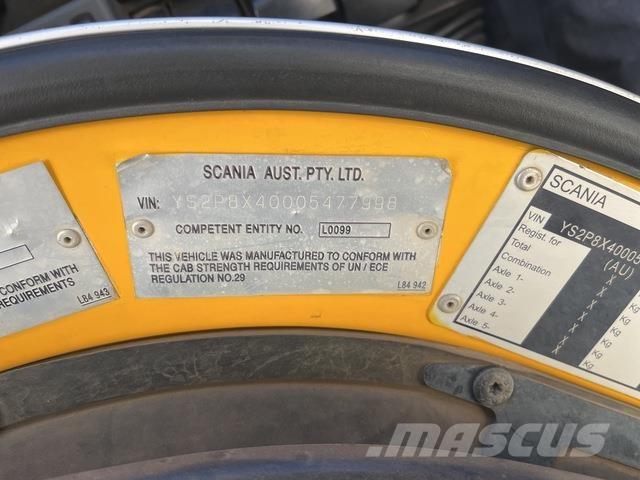 SCANIA AUST. PTY. LTD.
VIN: YS2P8X40005477998
COMPETENT ENTITY NO. L0099
THIS VEHICLE WAS MANUFACTURED TO CONFORM WITH
THE CAB STRENGTH REQUIREMENTS OF UN / ECE
REGULATION NO.29
L84 942
CONFORM WITH
REQUIREMENTS
L84 943
SCANIA
VIN YS2P8X40005
Regist. for (AU)
Total X
Combination X Kg
Axle 1- X Kg
Axle 2- X Kg
Axle 3- X Kg
Axle 4- X Kg
Axle 5- X Kg
MASCUS